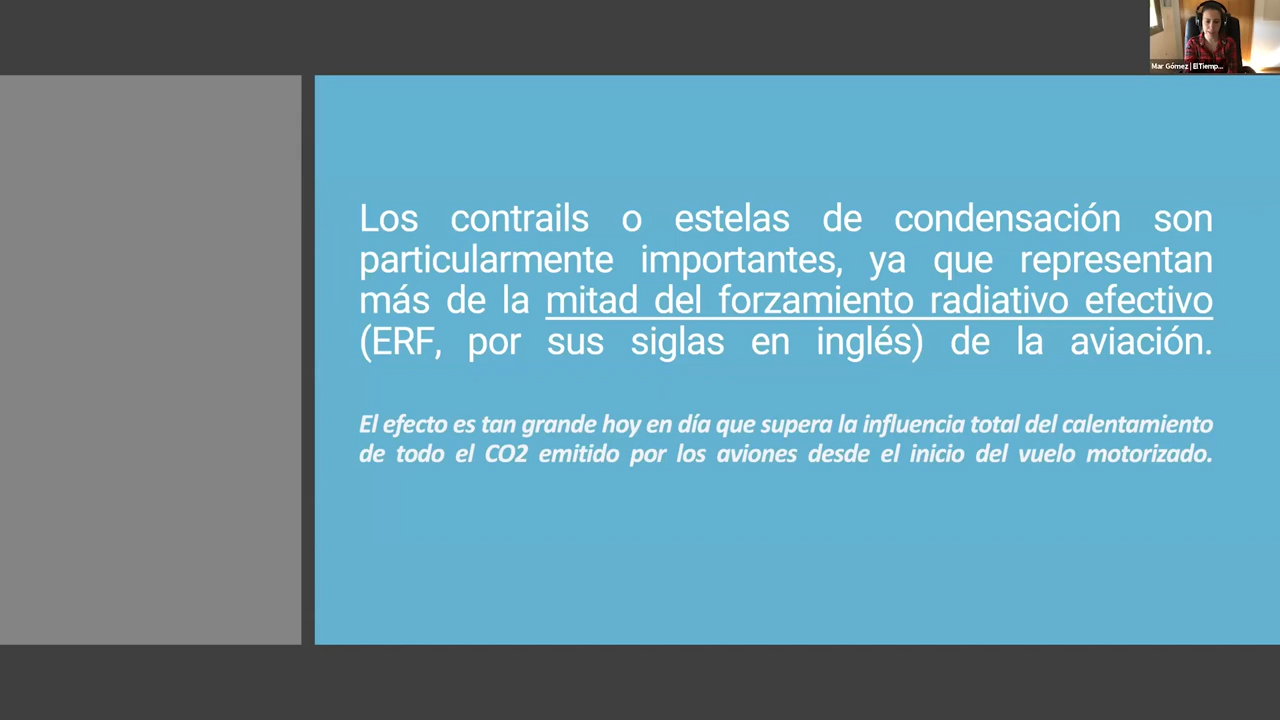 Mar Gómez | ElTiemp...
Los contrails o estelas de condensación son
particularmente importantes, ya que representan
más de la mitad del forzamiento radiativo efectivo
(ERF, por sus siglas en inglés) de la aviación.
El efecto es tan grande hoy en día que supera la influencia total del calentamiento
de todo el CO2 emitido por los aviones desde el inicio del vuelo motorizado.